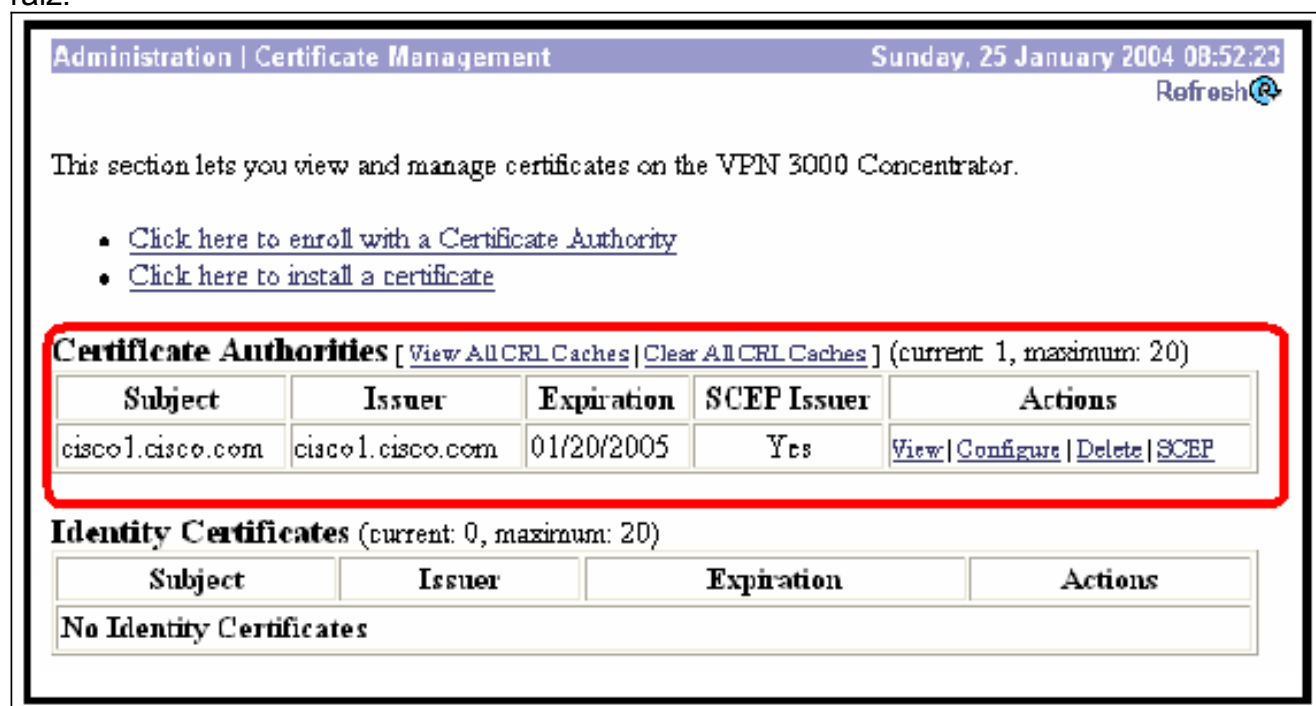 raíz.
Administration | Certificate Management Sunday, 25 January 2004 08:52:23
Refresh
This section lets you view and manage certificates on the VPN 3000 Concentrator.
• Click here to enroll with a Certificate Authority
• Click here to install a certificate
Certificate Authorities [ View All CRL Caches | Clear All CRL Caches ] (current: 1, maximum: 20)
Subject Issuer Expiration SCEP Issuer Actions
cisco1.cisco.com cisco1.cisco.com 01/20/2005 Yes View | Configure | Delete | SCEP
Identity Certificates (current: 0, maximum: 20)
Subject Issuer Expiration Actions
No Identity Certificates